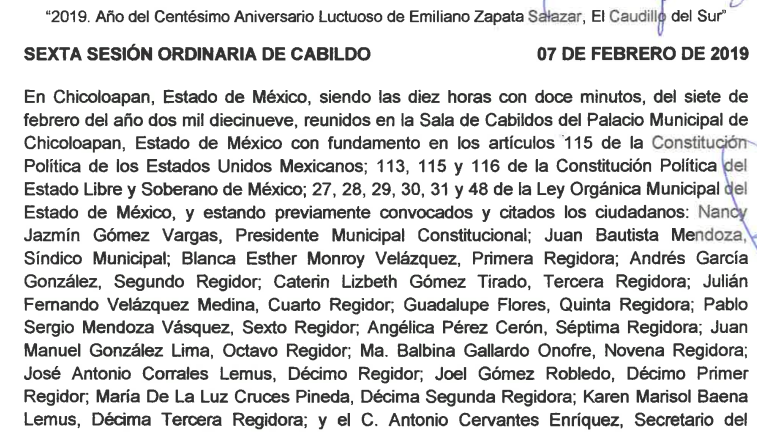 "2019. Año del Centésimo Aniversario Luctuoso de Emiliano Zapata Salazar, El Caudillo del Sur"
SEXTA SESIÓN ORDINARIA DE CABILDO 07 DE FEBRERO DE 2019
En Chicoloapan, Estado de México, siendo las diez horas con doce minutos, del siete de
febrero del año dos mil diecinueve, reunidos en la Sala de Cabildos del Palacio Municipal de
Chicoloapan, Estado de México con fundamento en los artículos 115 de la Constitución
Política de los Estados Unidos Mexicanos; 113, 115 y 116 de la Constitución Política del
Estado Libre y Soberano de México; 27, 28, 29, 30, 31 y 48 de la Ley Orgánica Municipal del
Estado de México, y estando previamente convocados y citados los ciudadanos: Nancy
Jazmín Gómez Vargas, Presidente Municipal Constitucional; Juan Bautista Mendoza,
Síndico Municipal; Blanca Esther Monroy Velázquez, Primera Regidora; Andrés García
González, Segundo Regidor; Caterin Lizbeth Gómez Tirado, Tercera Regidora; Julián
Fernando Velázquez Medina, Cuarto Regidor; Guadalupe Flores, Quinta Regidora; Pablo
Sergio Mendoza Vásquez, Sexto Regidor; Angélica Pérez Cerón, Séptima Regidora; Juan
Manuel González Lima, Octavo Regidor; Ma. Balbina Gallardo Onofre, Novena Regidora;
José Antonio Corrales Lemus, Décimo Regidor; Joel Gómez Robledo, Décimo Primer
Regidor; María De La Luz Cruces Pineda, Décima Segunda Regidora; Karen Marisol Baena
Lemus, Décima Tercera Regidora; y el C. Antonio Cervantes Enríquez, Secretario del